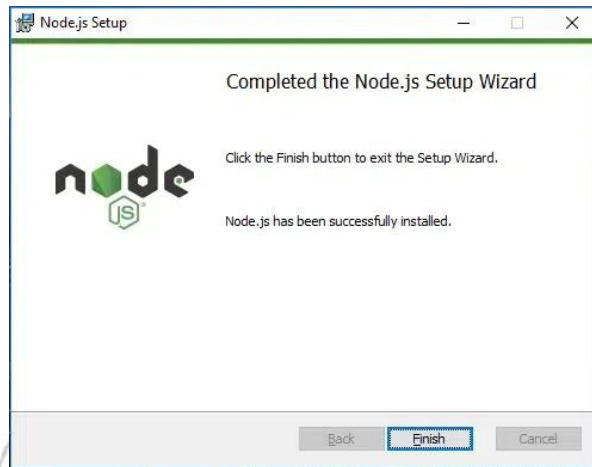 Node.js Setup
Completed the Node.js Setup Wizard
Click the Finish button to exit the Setup Wizard.
node
JS
Node.js has been successfully installed.
Back Finish Cancel